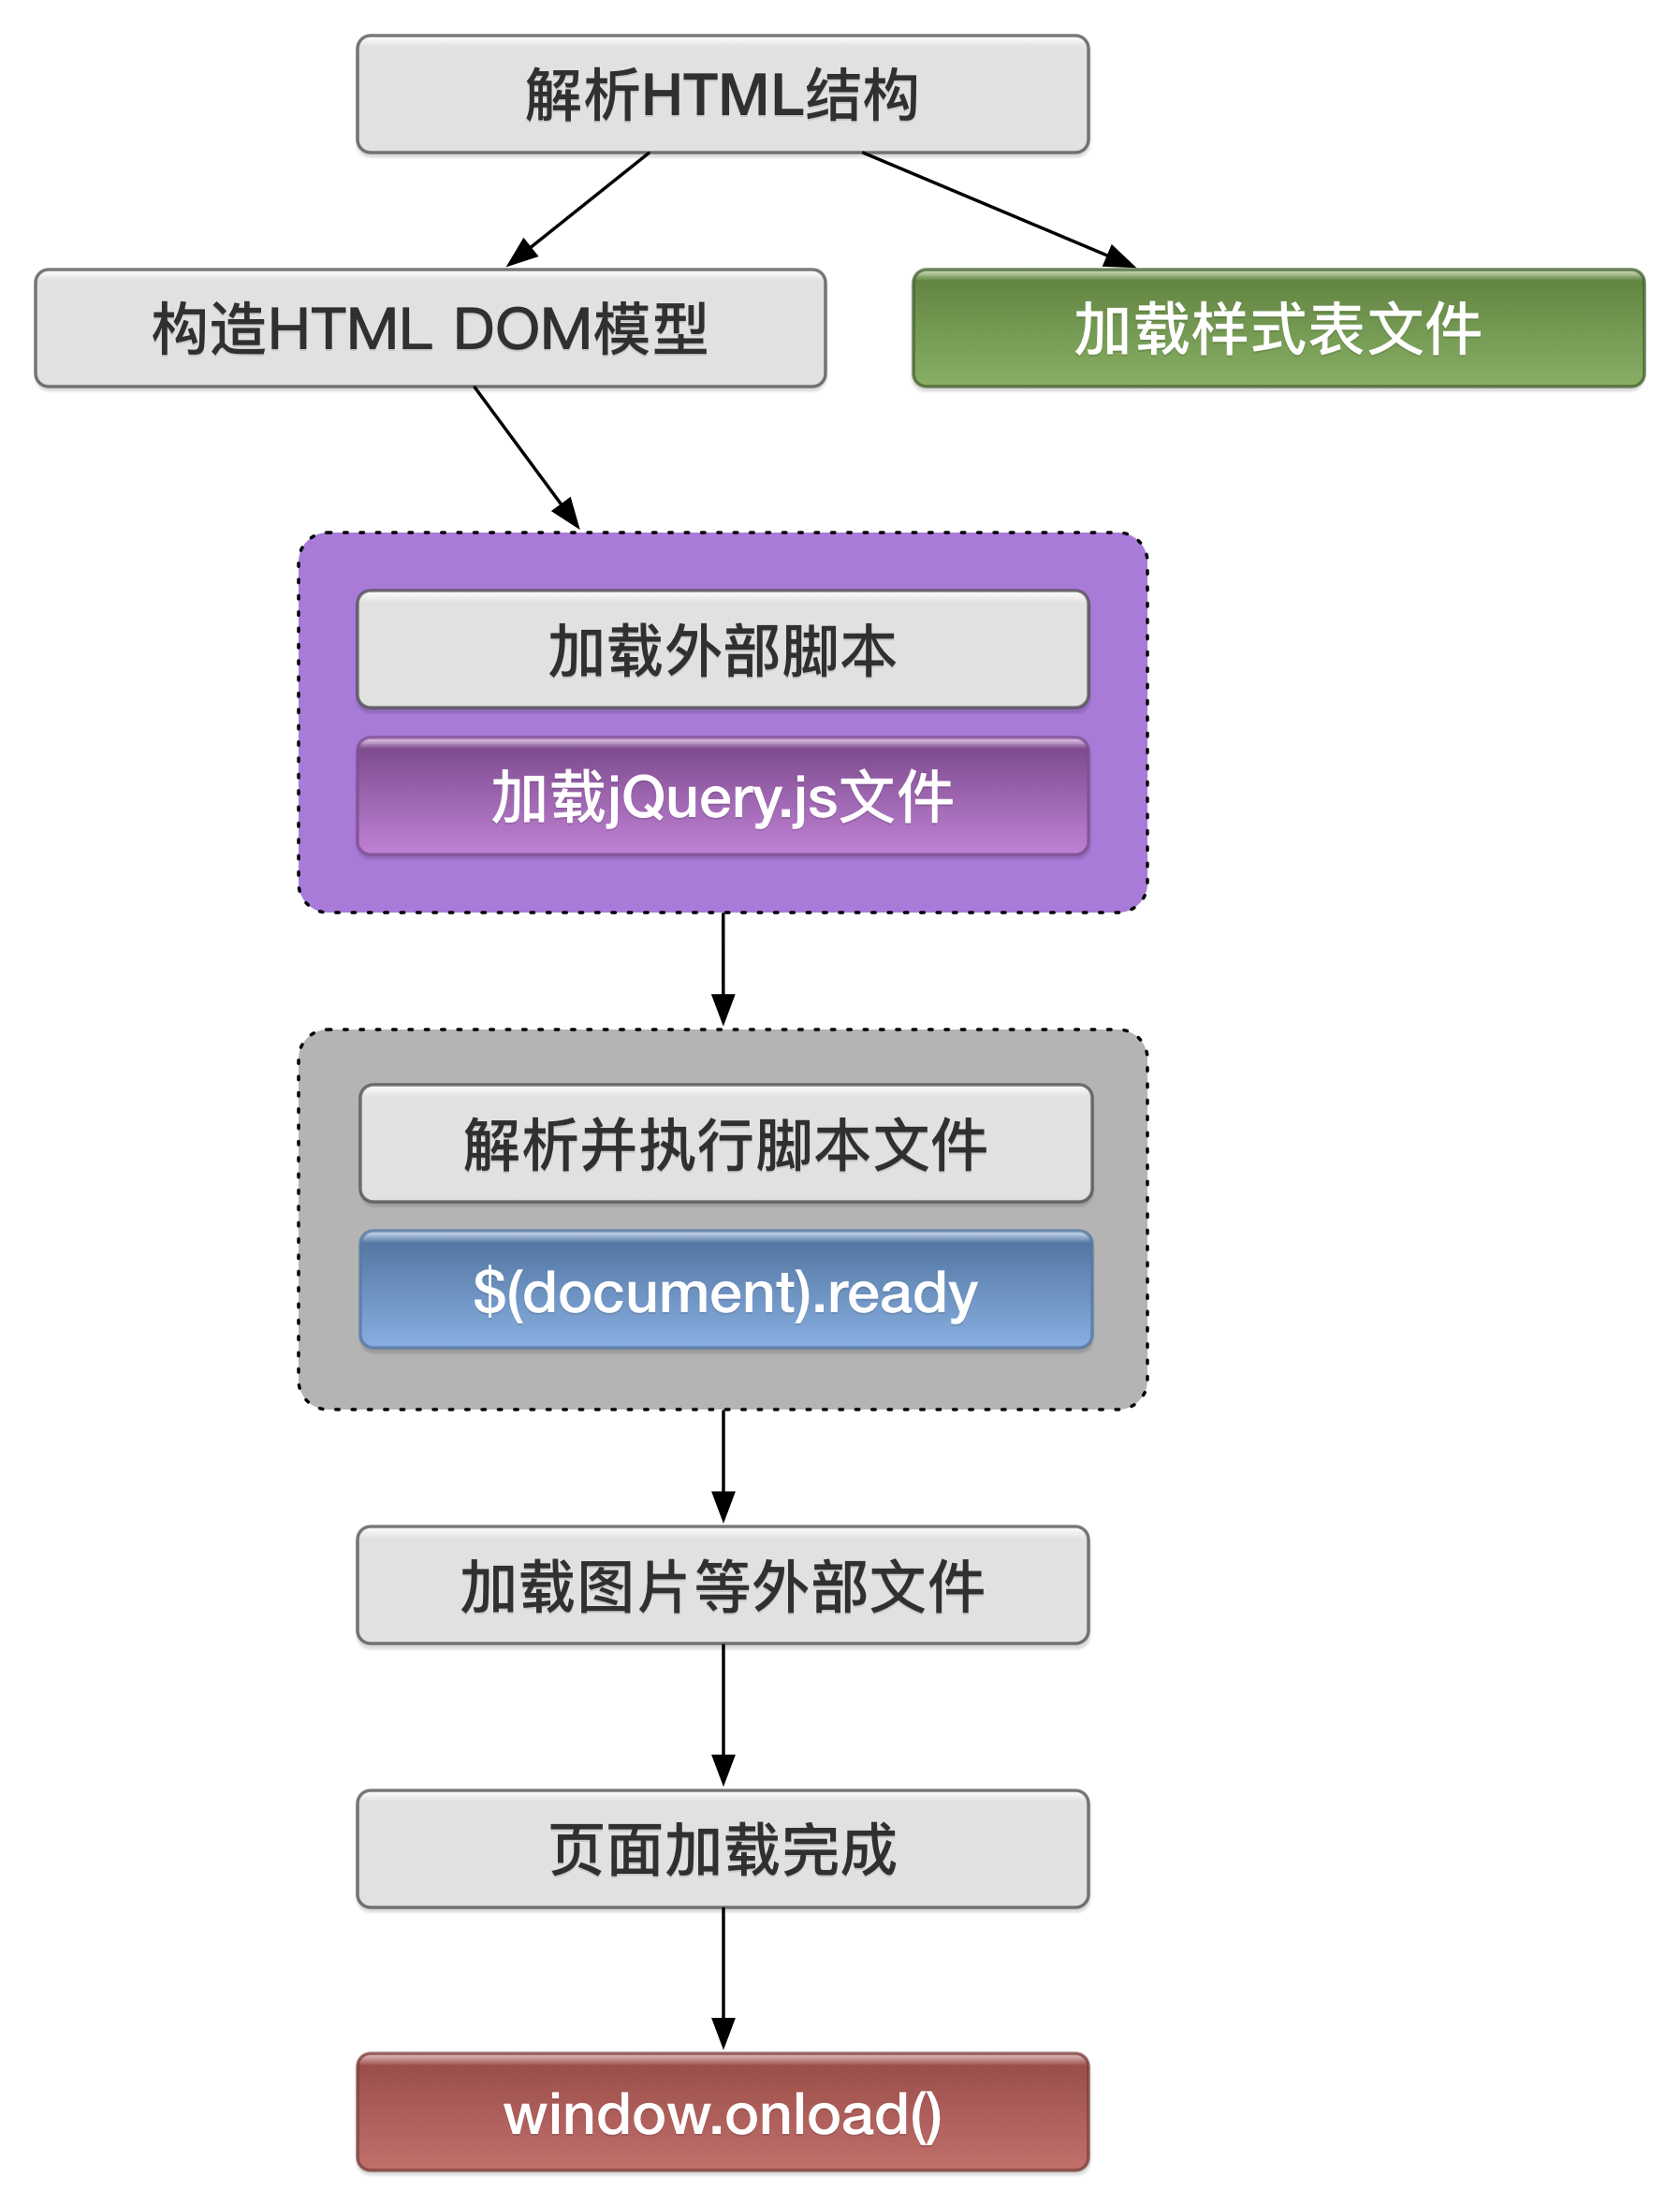 解析HTML结构
构造HTML DOM模型
加载样式表文件
加载外部脚本
加载jQuery.js文件
解析并执行脚本文件
$(document).ready
加载图片等外部文件
页面加载完成
window.onload()